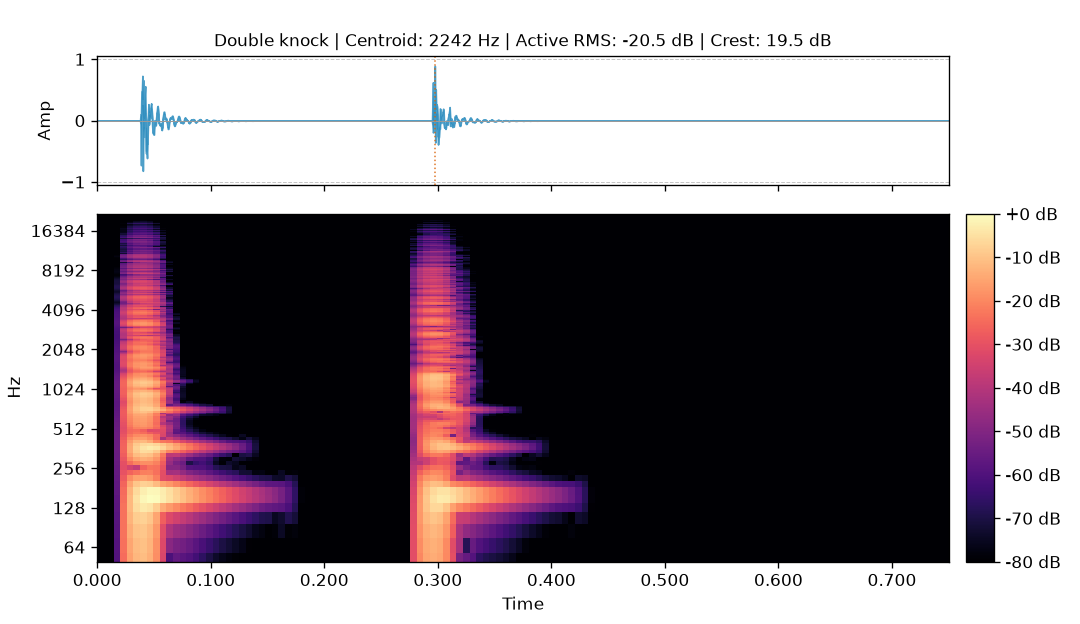 Double knock | Centroid: 2242 Hz | Active RMS: -20.5 dB | Crest: 19.5 dB
1
0
−1
Amp
16384
8192
4096
2048
1024
512
256
128
64
Hz
0.000 0.100 0.200 0.300 0.400 0.500 0.600 0.700
Time
+0 dB
-10 dB
-20 dB
-30 dB
-40 dB
-50 dB
-60 dB
-70 dB
-80 dB